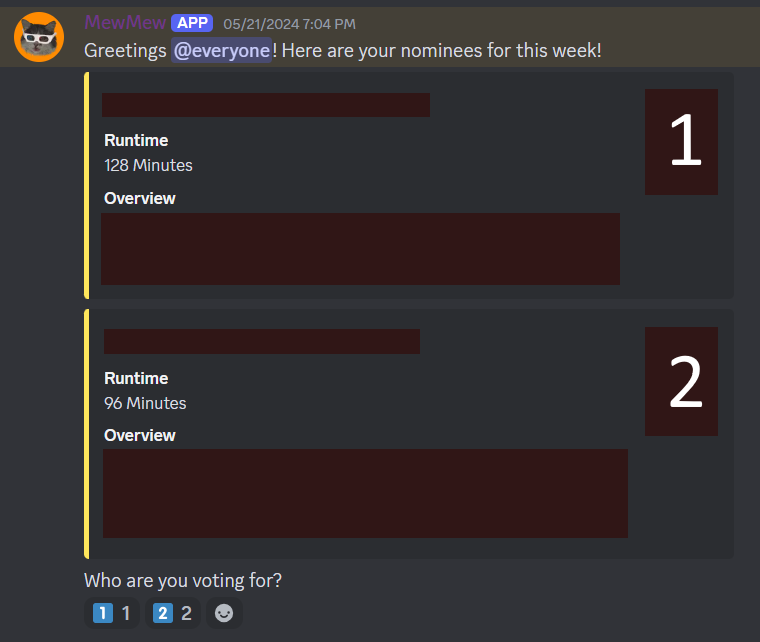 MewMew APP 05/21/2024 7:04 PM
Greetings @everyone! Here are your nominees for this week!
1
Runtime
128 Minutes
Overview
2
Runtime
96 Minutes
Overview
Who are you voting for?
1 1 2 2